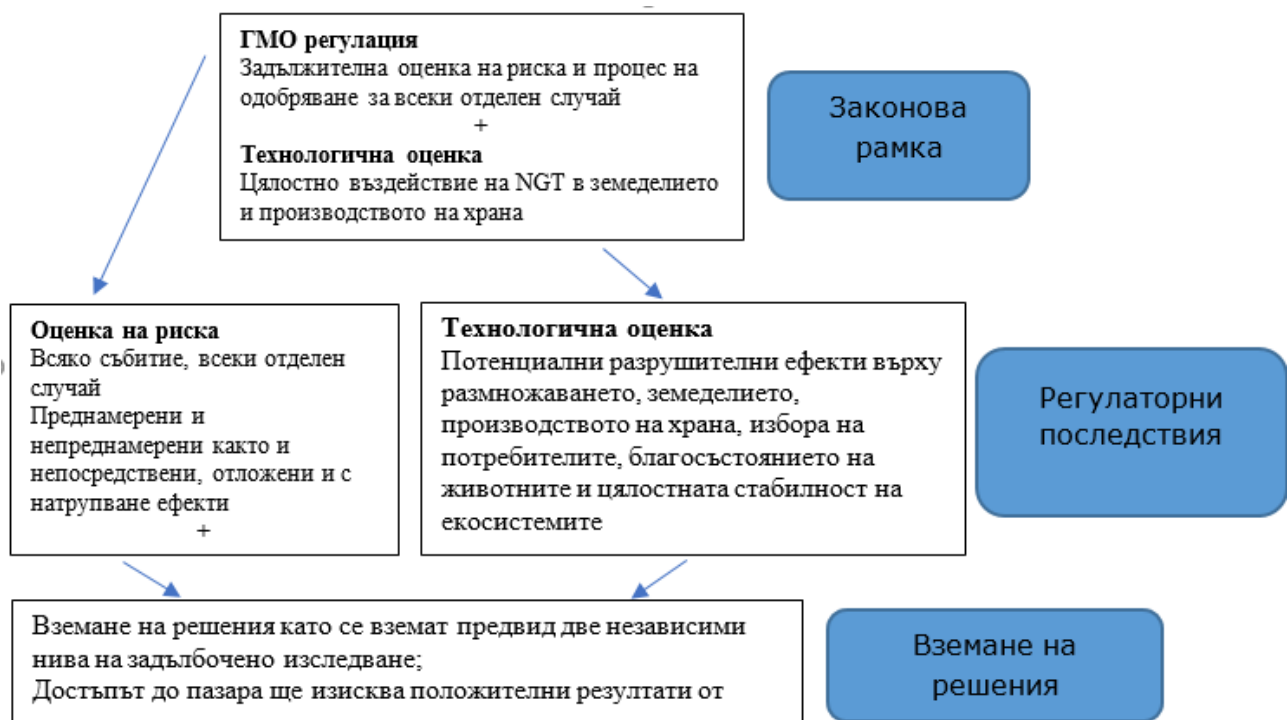 ГМО регулация
Задължителна оценка на риска и процес на
одобряване за всеки отделен случай
+
Технологична оценка
Цялостно въздействие на NGT в земеделието
и производството на храна
Законова
рамка
Оценка на риска
Всяко събитие, всеки отделен
случай
Преднамерени и
непреднамерени както и
непосредствени, отложени и с
натрупване ефекти
+
Технологична оценка
Потенциални разрушителни ефекти върху
размножаването, земеделието,
производството на храна, избора на
потребителите, благосъстоянието на
животните и цялостната стабилност на
екосистемите
Регулаторни
последствия
Вземане на решения като се вземат предвид две независими
нива на задълбочено изследване;
Достъпът до пазара ще изисква положителни резултати от
Вземане на
решения